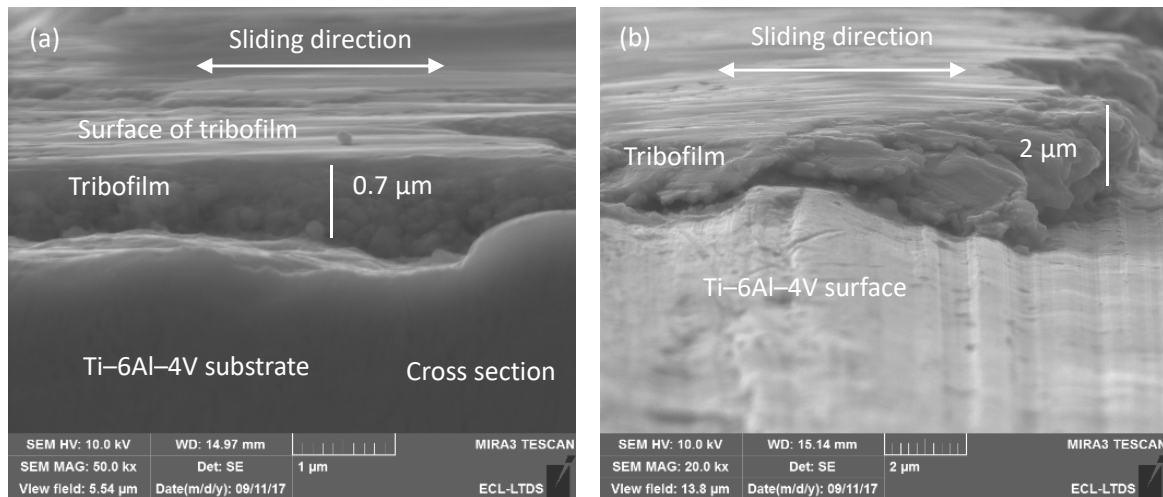 (a)
Sliding direction
Surface of tribofilm
Tribofilm
0.7 µm
Ti–6Al–4V substrate
Cross section
SEM HV: 10.0 kV
WD: 14.97 mm
MIRA3 TESCAN
SEM MAG: 50.0 kx
Det: SE
1 µm
View field: 5.54 µm
Date(m/d/y): 09/11/17
ECL-LTDS
(b)
Sliding direction
Tribofilm
2 µm
Ti–6Al–4V surface
SEM HV: 10.0 kV
WD: 15.14 mm
MIRA3 TESCAN
SEM MAG: 20.0 kx
Det: SE
2 µm
View field: 13.8 µm
Date(m/d/y): 09/11/17
ECL-LTDS